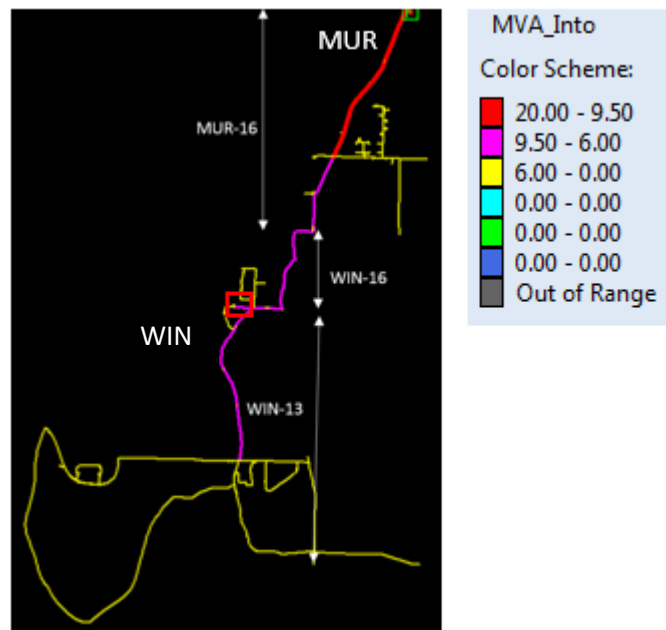 MUR
MUR-16
WIN-16
WIN
WIN-13
MVA_Into
Color Scheme:
20.00 - 9.50
9.50 - 6.00
6.00 - 0.00
0.00 - 0.00
0.00 - 0.00
0.00 - 0.00
Out of Range